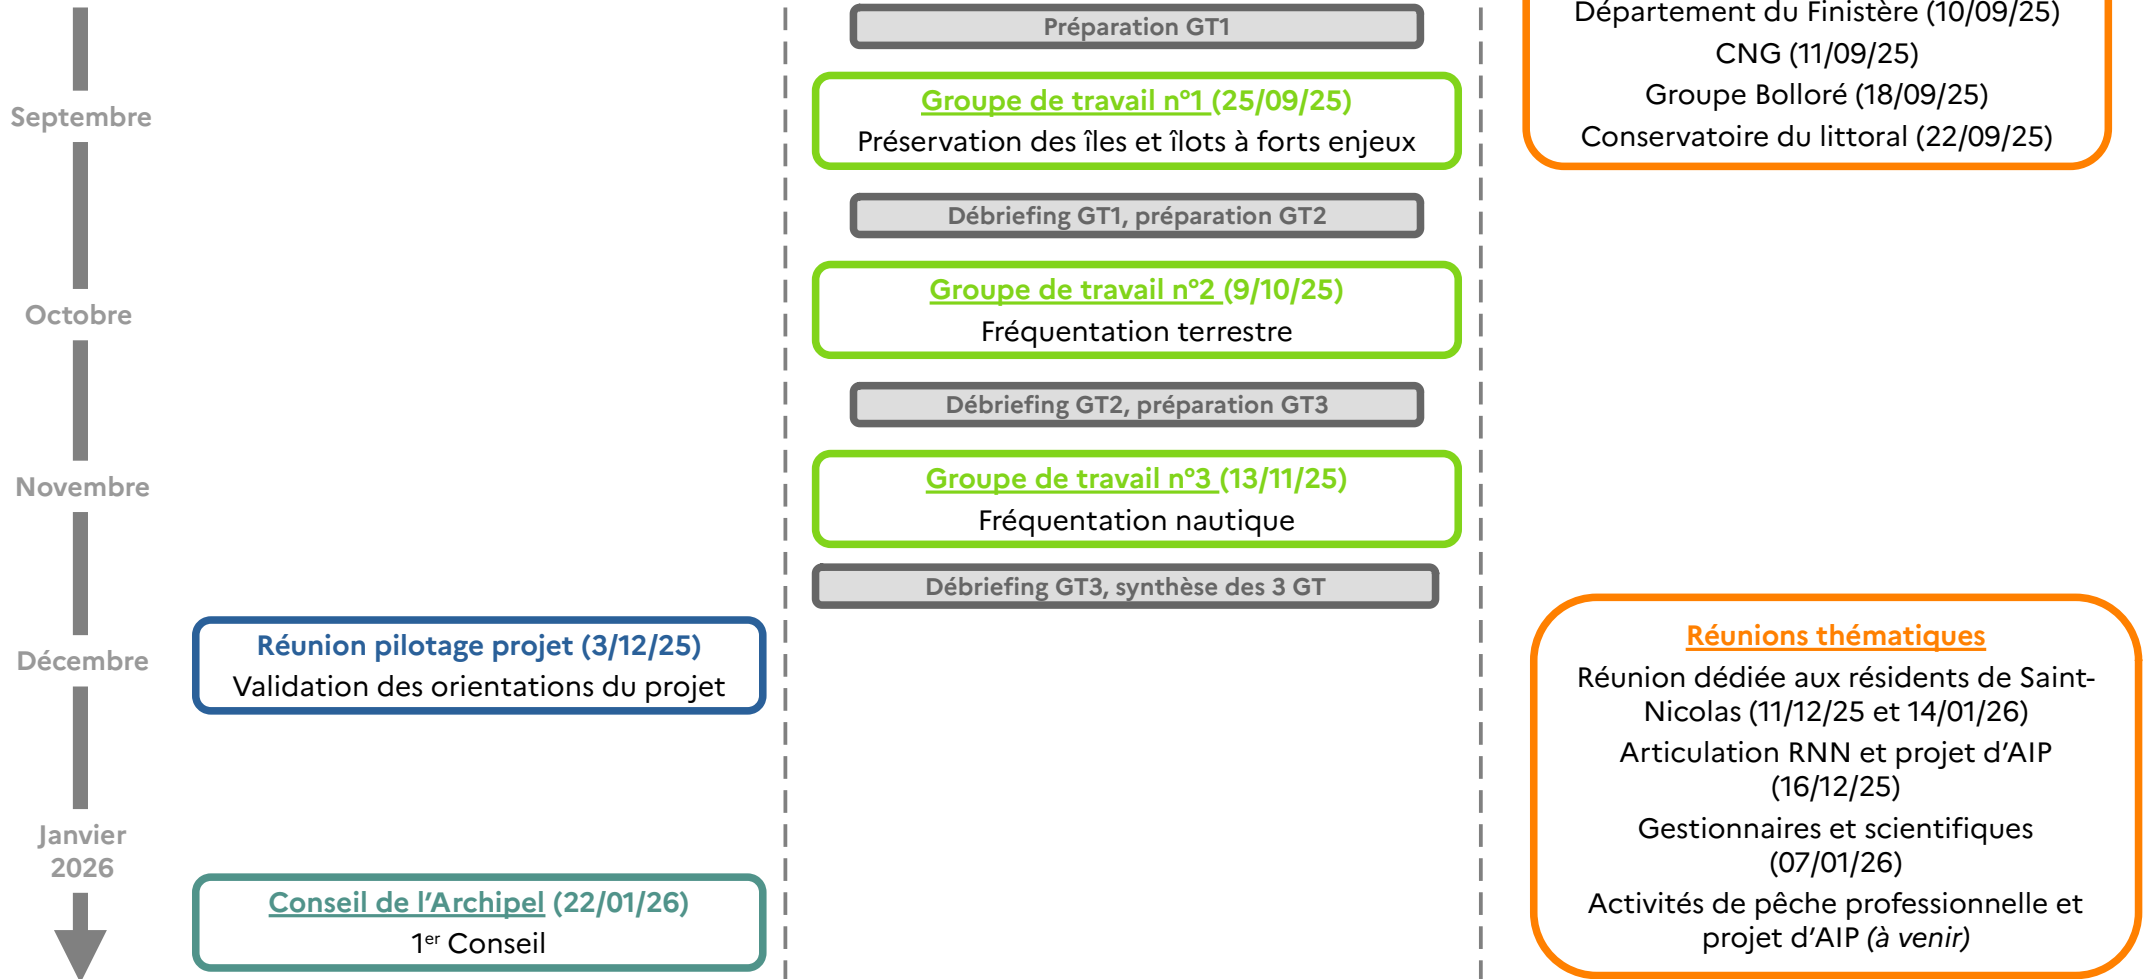 Préparation GT1
Département du Finistère (10/09/25)
CNG (11/09/25)
Groupe Bolloré (18/09/25)
Conservatoire du littoral (22/09/25)
Septembre
Groupe de travail n°1 (25/09/25)
Préservation des îles et îlots à forts enjeux
Débriefing GT1, préparation GT2
Octobre
Groupe de travail n°2 (9/10/25)
Fréquentation terrestre
Débriefing GT2, préparation GT3
Novembre
Groupe de travail n°3 (13/11/25)
Fréquentation nautique
Débriefing GT3, synthèse des 3 GT
Décembre
Réunion pilotage projet (3/12/25)
Validation des orientations du projet
Réunions thématiques
Réunion dédiée aux résidents de Saint-
Nicolas (11/12/25 et 14/01/26)
Articulation RNN et projet d'AIP
(16/12/25)
Gestionnaires et scientifiques
(07/01/26)
Activités de pêche professionnelle et
projet d'AIP (à venir)
Janvier
2026
Conseil de l'Archipel (22/01/26)
1er Conseil